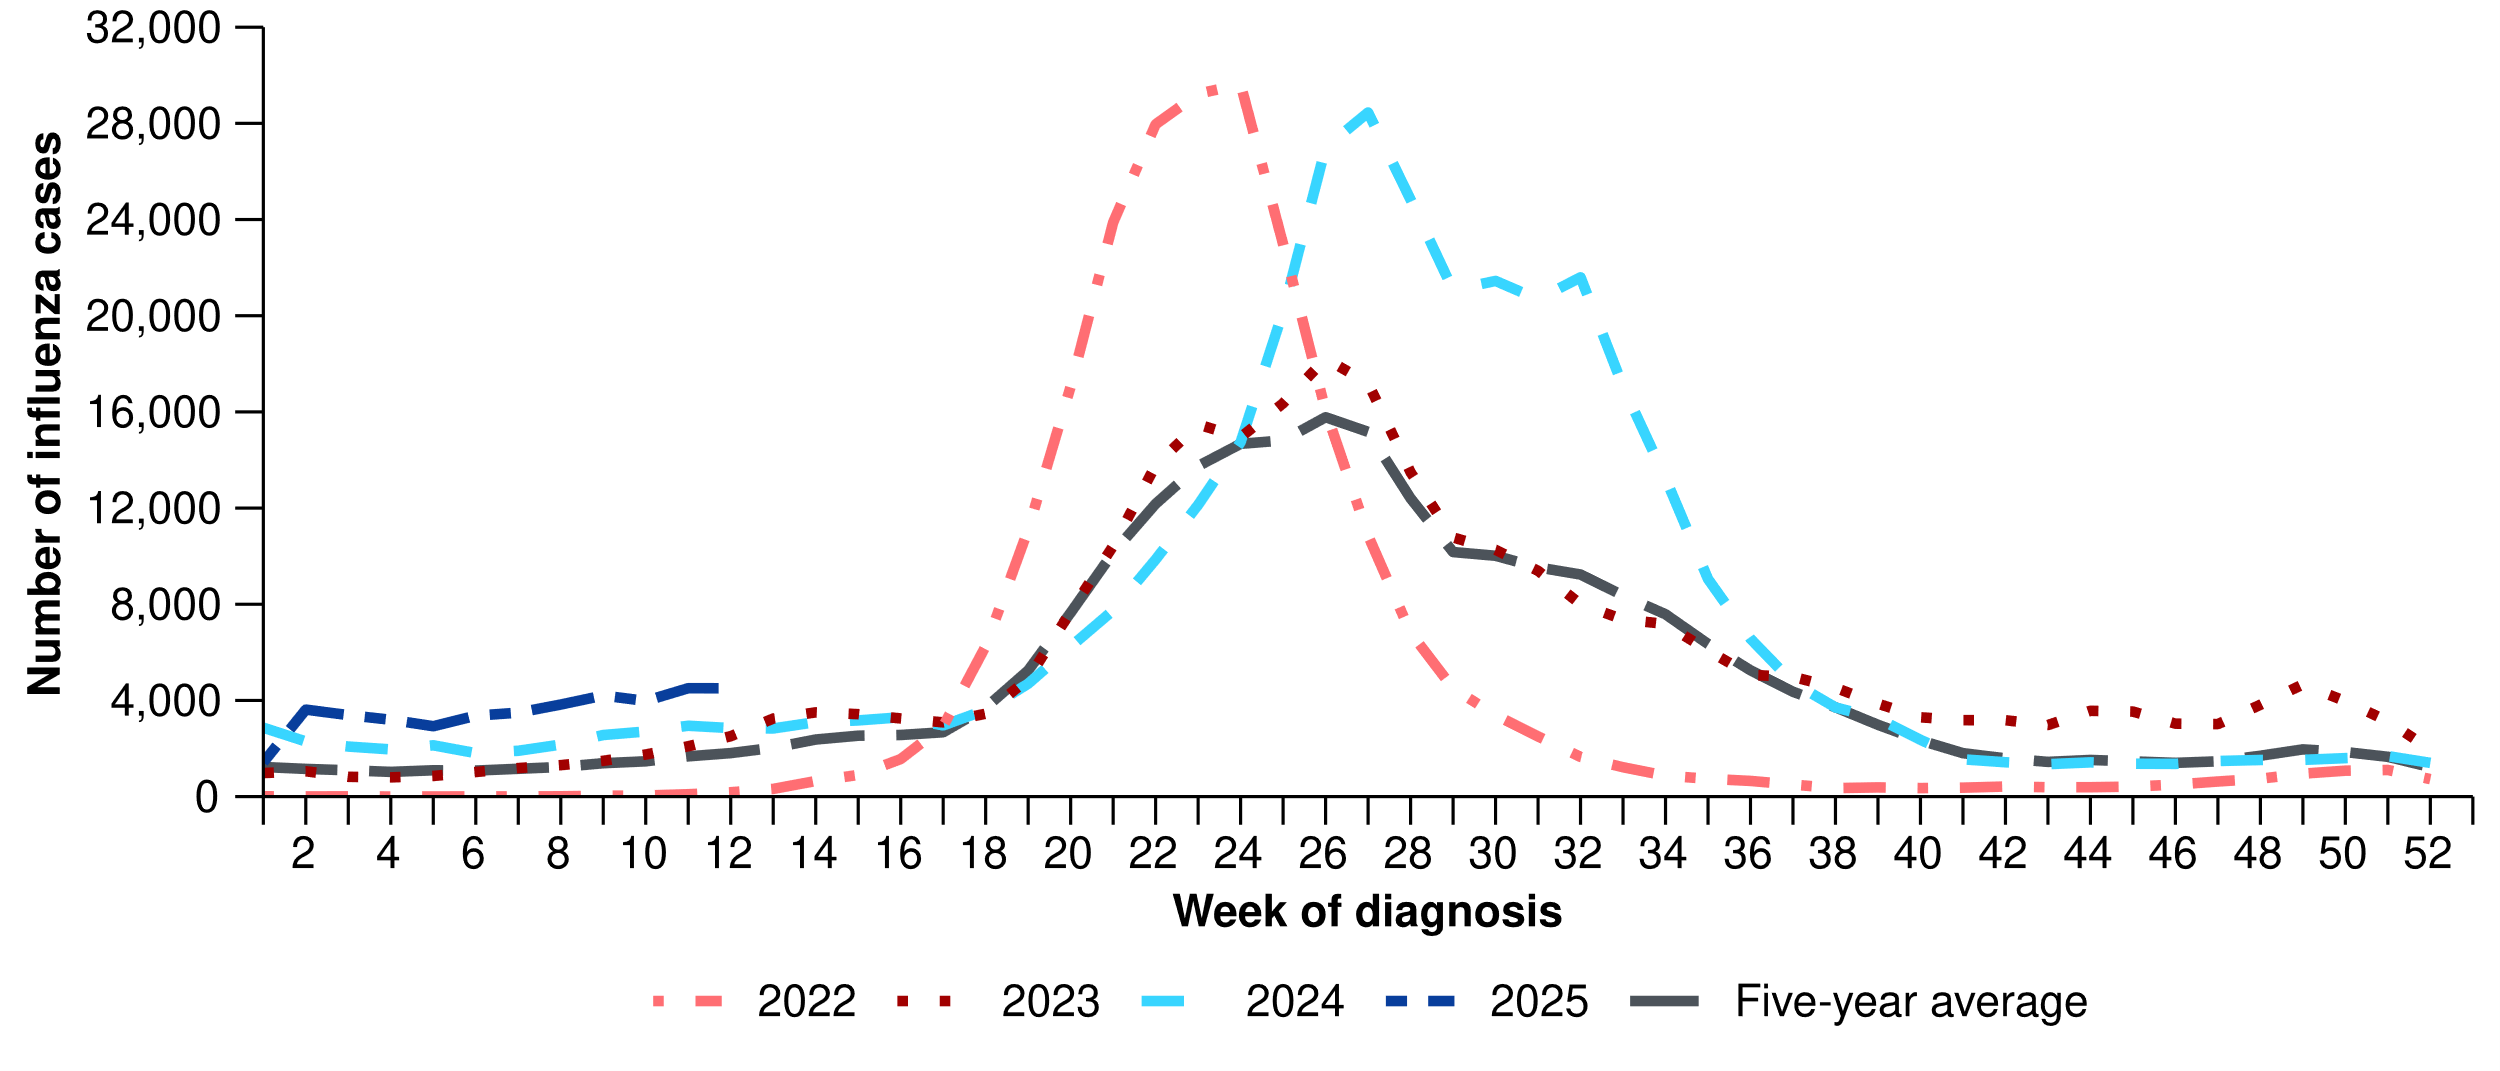 Number of influenza cases
32,000
28,000
24,000
20,000
16,000
12,000
8,000
4,000
0
2 4 6 8 10 12 14 16 18 20 22 24 26 28 30 32 34 36 38 40 42 44 46 48 50 52
Week of diagnosis
2022 2023 2024 2025 Five-year average